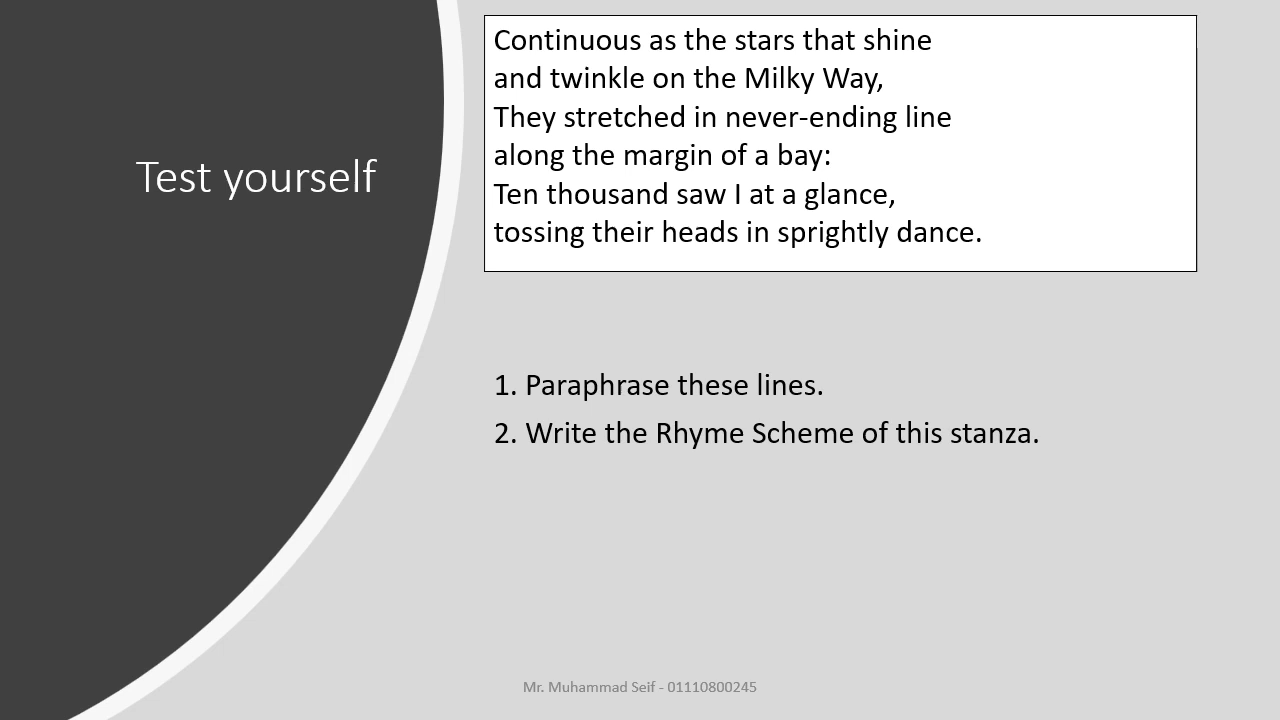 Test yourself
Continuous as the stars that shine
and twinkle on the Milky Way,
They stretched in never-ending line
along the margin of a bay:
Ten thousand saw I at a glance,
tossing their heads in sprightly dance.
1. Paraphrase these lines.
2. Write the Rhyme Scheme of this stanza.
Mr. Muhammad Seif - 01110800245